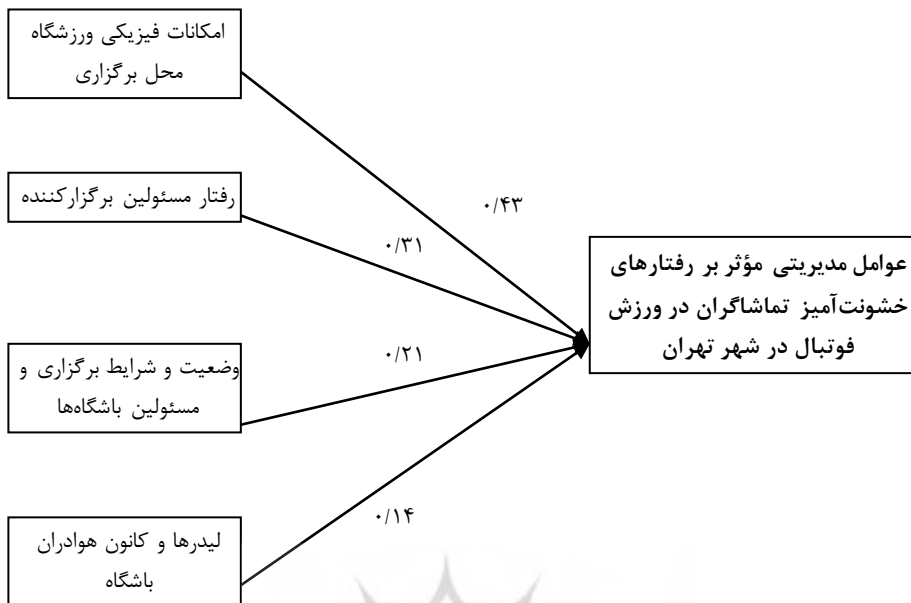 امکانات فیزیکی ورزشگاه
محل برگزاری
۰/۴۳
رفتار مسئولین برگزارکننده
۰/۳۱
عوامل مدیریتی مؤثر بر رفتارهای
خشونت‌آمیز تماشاگران در ورزش
فوتبال در شهر تهران
وضعیت و شرایط برگزاری و
مسئولین باشگاه‌ها
۰/۲۱
لیدرها و کانون هوادران
باشگاه
۰/۱۴